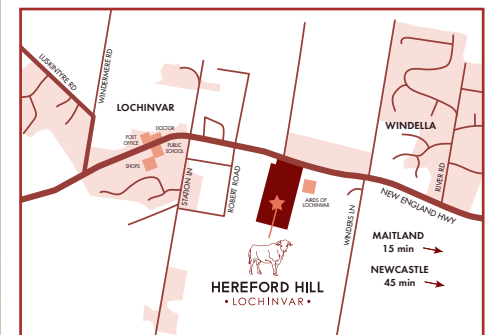 LUSKINTYRE RD
WINDERMERE RD
LOCHINVAR
DOCTOR
POST
OFFICE
PUBLIC
SCHOOL
SHOPS
STATION LN
ROBERT ROAD
AIRDS OF
LOCHINVAR
WINDERS LN
WINDELLA
RIVER RD
NEW ENGLAND HWY
MAITLAND
15 min
NEWCASTLE
45 min
HEREFORD HILL
• LOCHINVAR •